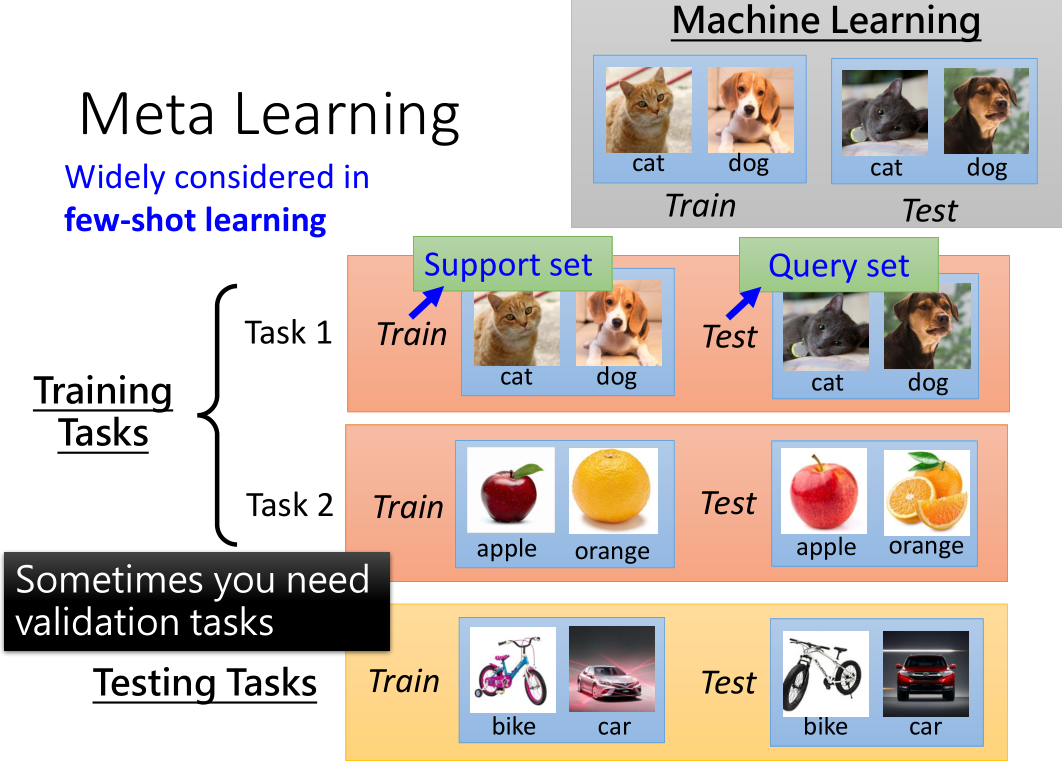 Machine Learning
cat
dog
cat
dog
Train
Test
Meta Learning
Widely considered in
few-shot learning
Support set
Query set
Training
Tasks
Task 1
Train
cat
dog
Test
cat
dog
Task 2
Train
apple
orange
Test
apple
orange
Sometimes you need
validation tasks
Testing Tasks
Train
bike
car
Test
bike
car